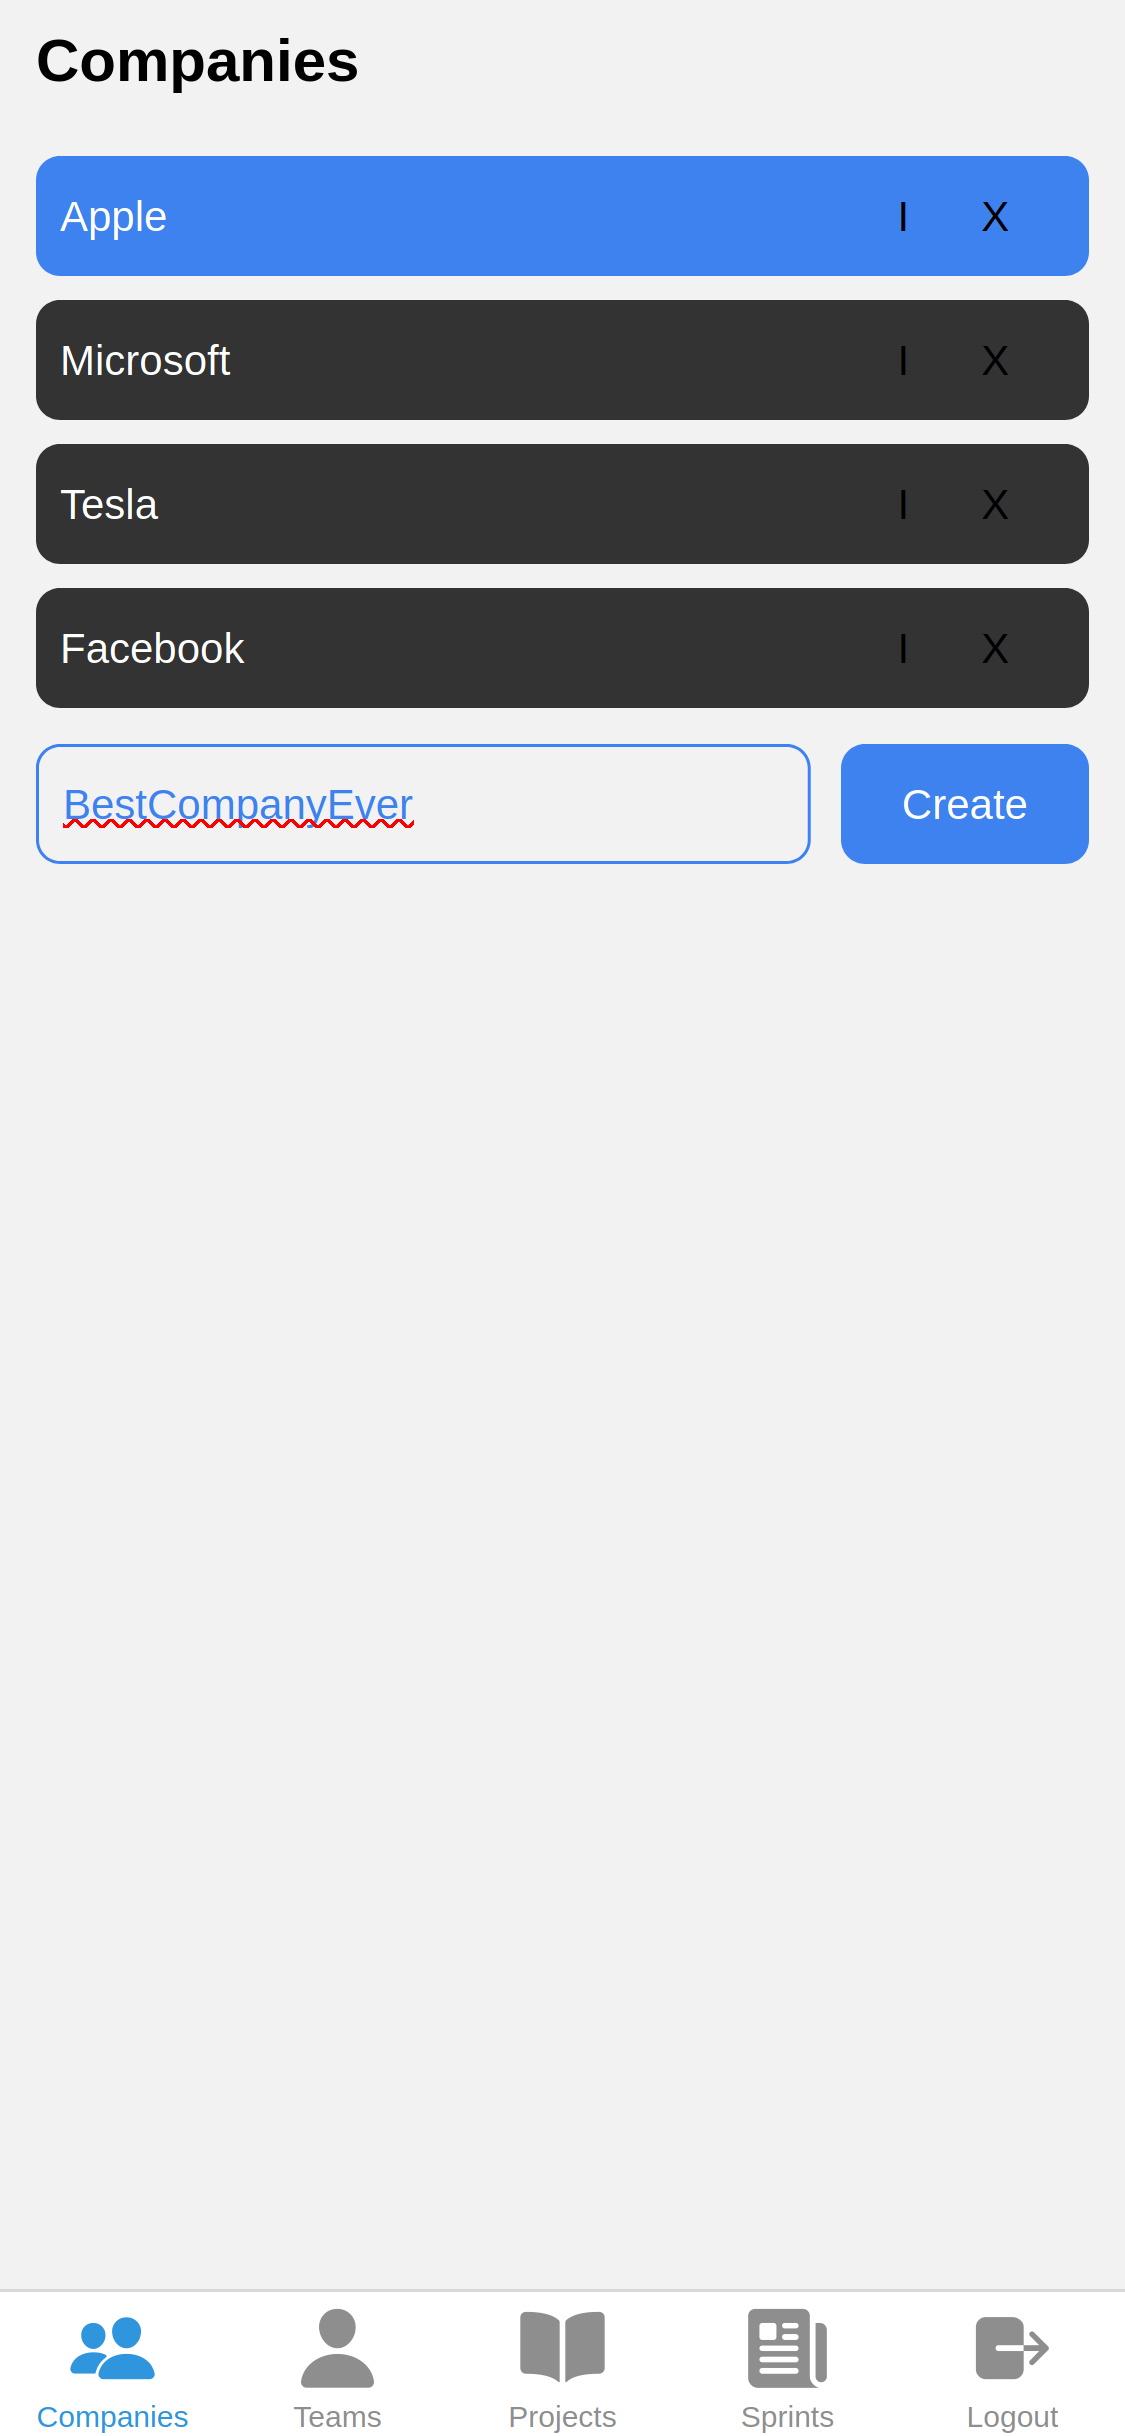 Companies
Apple I X
Microsoft I X
Tesla I X
Facebook I X
BestCompanyEver Create
Companies Teams Projects Sprints Logout